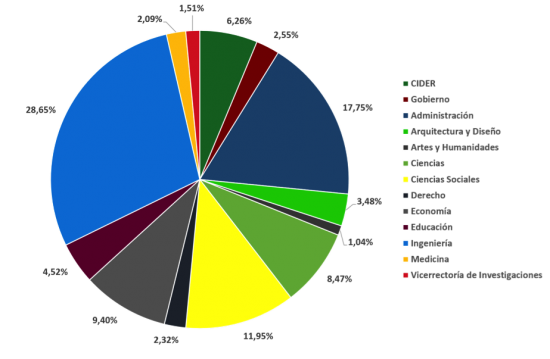 1,51%
2,09%
6,26%
2,55%
17,75%
3,48%
1,04%
8,47%
11,95%
2,32%
9,40%
4,52%
28,65%
CIDER
Gobierno
Administración
Arquitectura y Diseño
Artes y Humanidades
Ciencias
Ciencias Sociales
Derecho
Economía
Educación
Ingeniería
Medicina
Vicerrectoría de Investigaciones